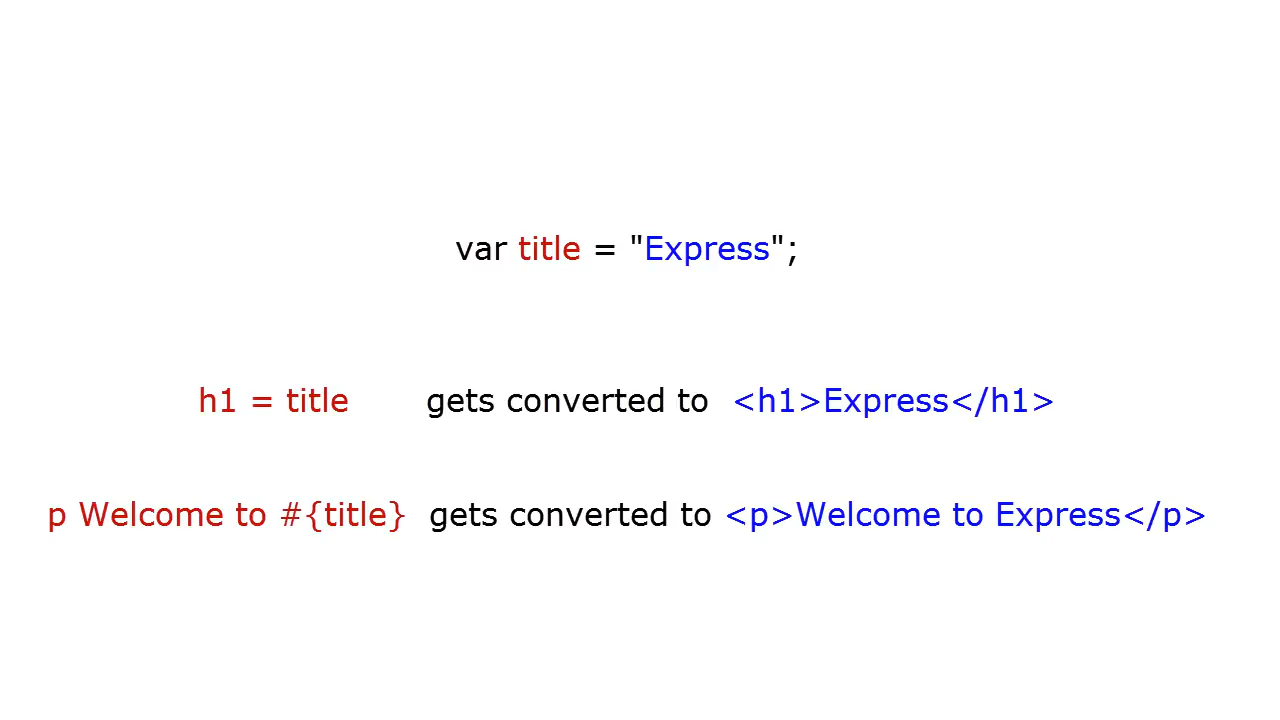 var title = "Express";
h1 = title gets converted to <h1>Express</h1>
p Welcome to #{title} gets converted to <p>Welcome to Express</p>